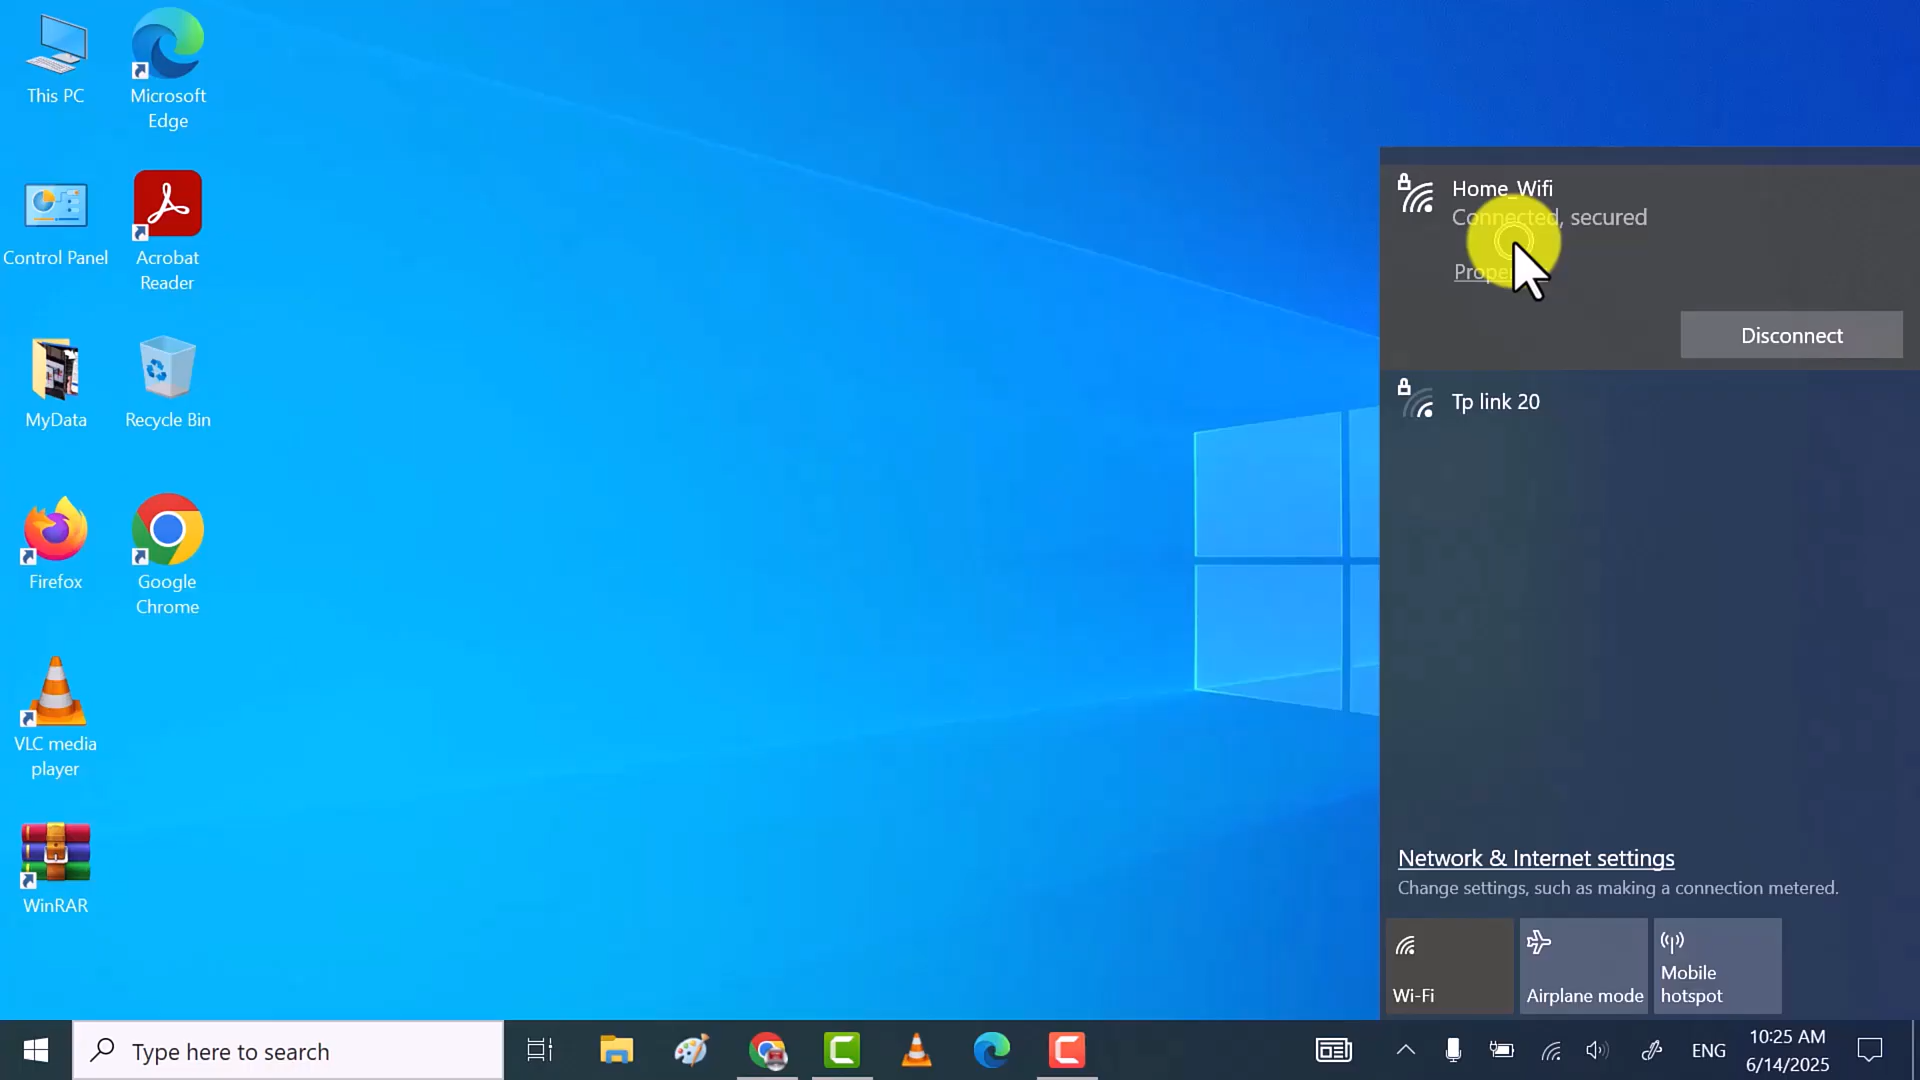 This PC
Microsoft
Edge
Control Panel
Acrobat
Reader
MyData
Recycle Bin
Firefox
Google
Chrome
VLC media
player
WinRAR
Home_Wifi
Connected, secured
Disconnect
Tp link 20
Network & Internet settings
Change settings, such as making a connection metered.
Wi-Fi
Airplane mode
Mobile
hotspot
Type here to search
ENG
10:25 AM
6/14/2025